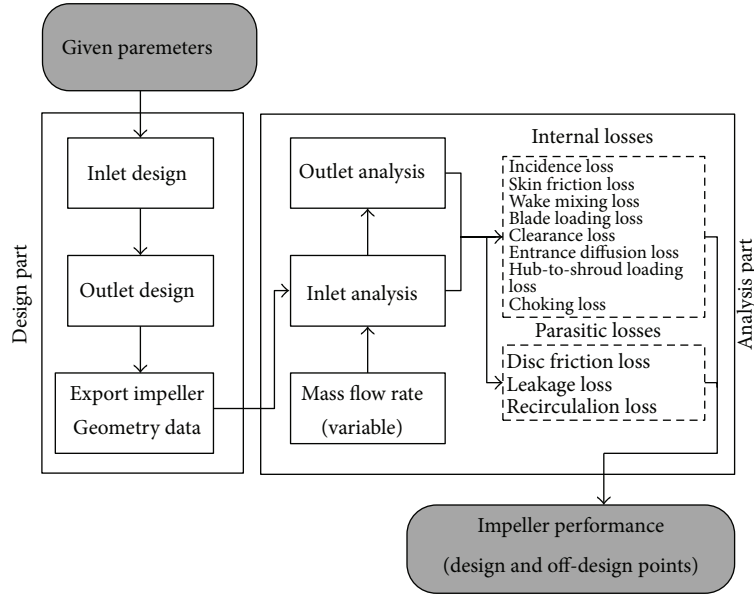 Given paremeters
Design part
Inlet design
Outlet design
Export impeller
Geometry data
Outlet analysis
Inlet analysis
Mass flow rate
(variable)
Internal losses
Incidence loss
Skin friction loss
Wake mixing loss
Blade loading loss
Clearance loss
Entrance diffusion loss
Hub-to-shroud loading
loss
Choking loss
Parasitic losses
Disc friction loss
Leakage loss
Recirculalion loss
Analysis part
Impeller performance
(design and off-design points)